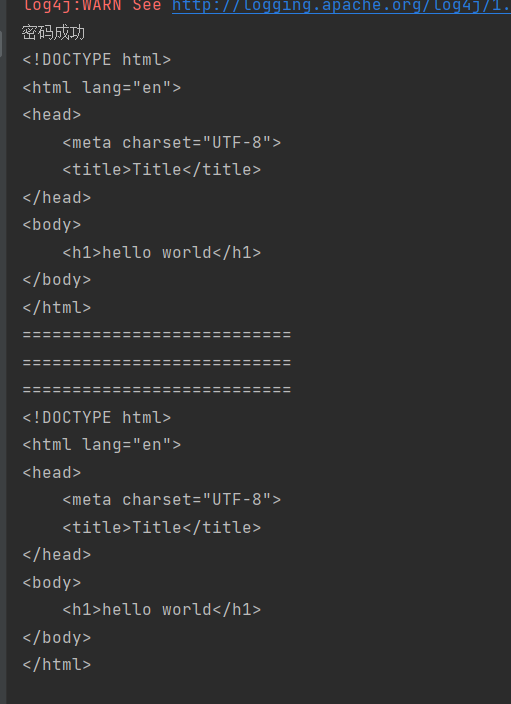 log4j:WARN See http://logging.apache.org/log4j/1.
密码成功
<!DOCTYPE html>
<html lang="en">
<head>
    <meta charset="UTF-8">
    <title>Title</title>
</head>
<body>
    <h1>hello world</h1>
</body>
</html>
===========================
===========================
===========================
<!DOCTYPE html>
<html lang="en">
<head>
    <meta charset="UTF-8">
    <title>Title</title>
</head>
<body>
    <h1>hello world</h1>
</body>
</html>